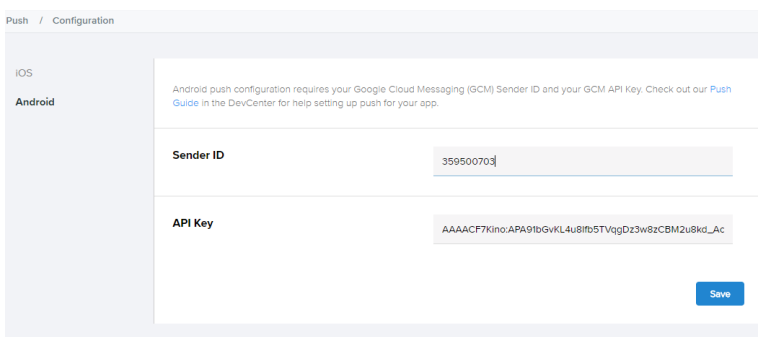 Push / Configuration
iOS
Android
Android push configuration requires your Google Cloud Messaging (GCM) Sender ID and your GCM API Key. Check out our Push
Guide in the DevCenter for help setting up push for your app.
Sender ID
359500703
API Key
AAAACF7Kino:APA91bGvKL4u8lfb5TVqgDz3w8zCBM2u8kd_Ac
Save